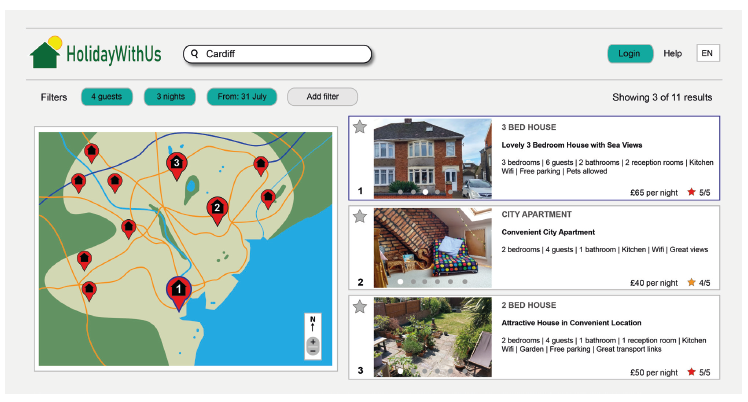 HolidayWithUs
Cardiff
Login
Help
EN
Filters
4 guests
3 nights
From: 31 July
Add filter
Showing 3 of 11 results
3
2
1
N
+
–
1
3 BED HOUSE
Lovely 3 Bedroom House with Sea Views
3 bedrooms | 6 guests | 2 bathrooms | 2 reception rooms | Kitchen
Wifi | Free parking | Pets allowed
£65 per night
5/5
2
CITY APARTMENT
Convenient City Apartment
2 bedrooms | 4 guests | 1 bathroom | Kitchen | Wifi | Great views
£40 per night
4/5
3
2 BED HOUSE
Attractive House in Convenient Location
2 bedrooms | 4 guests | 1 bathroom | 1 reception room | Kitchen
Wifi | Garden | Free parking | Great transport links
£50 per night
5/5